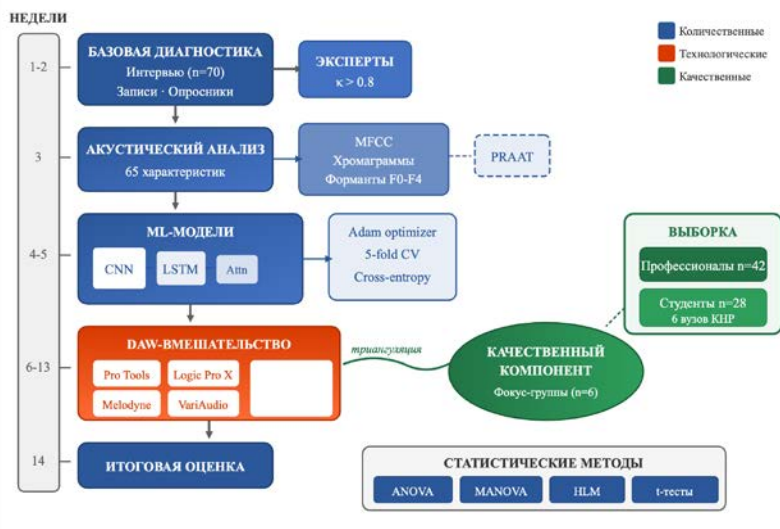 НЕДЕЛИ
1-2
БАЗОВАЯ ДИАГНОСТИКА
Интервью (n=70)
Записи · Опросники
ЭКСПЕРТЫ
κ > 0.8
Количественные
Технологические
Качественные
3
АКУСТИЧЕСКИЙ АНАЛИЗ
65 характеристик
MFCC
Хромаграммы
Форманты F0-F4
PRAAT
4-5
ML-МОДЕЛИ
CNN
LSTM
Attn
Adam optimizer
5-fold CV
Cross-entropy
ВЫБОРКА
Профессионалы n=42
Студенты n=28
6 вузов КНР
6-13
DAW-ВМЕШАТЕЛЬСТВО
Pro Tools
Logic Pro X
Melodyne
VariAudio
триангуляция
КАЧЕСТВЕННЫЙ
КОМПОНЕНТ
Фокус-группы (n=6)
14
ИТОГОВАЯ ОЦЕНКА
СТАТИСТИЧЕСКИЕ МЕТОДЫ
ANOVA
MANOVA
HLM
t-тесты